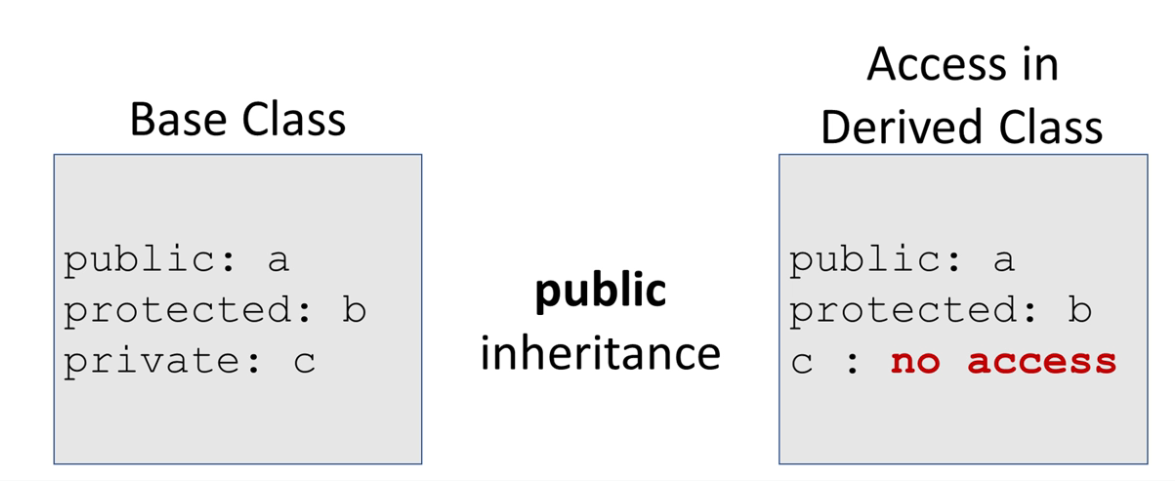 Base Class
public: a
protected: b
private: c
public
inheritance
Access in
Derived Class
public: a
protected: b
c : no access